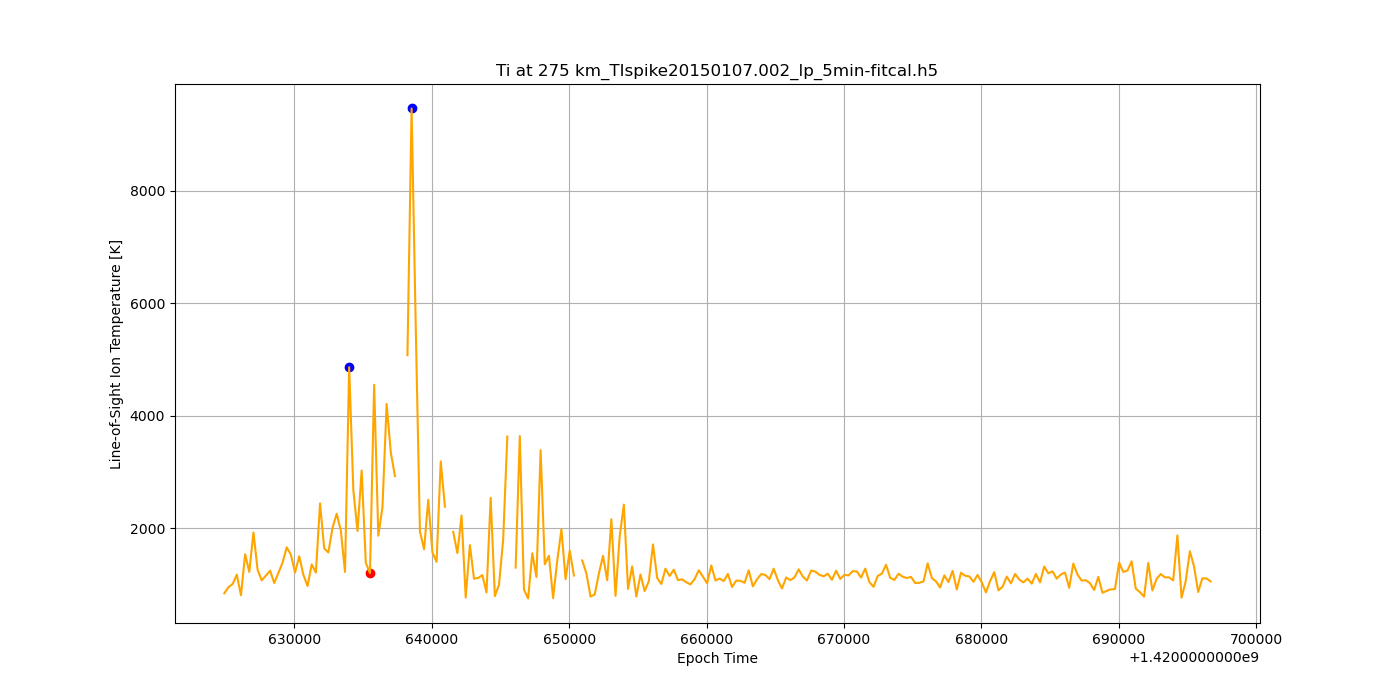 Ti at 275 km_TIspike20150107.002_lp_5min-fitcal.h5
Line-of-Sight Ion Temperature [K]
8000
6000
4000
2000
630000 640000 650000 660000 670000 680000 690000 700000
Epoch Time
+1.4200000000e9